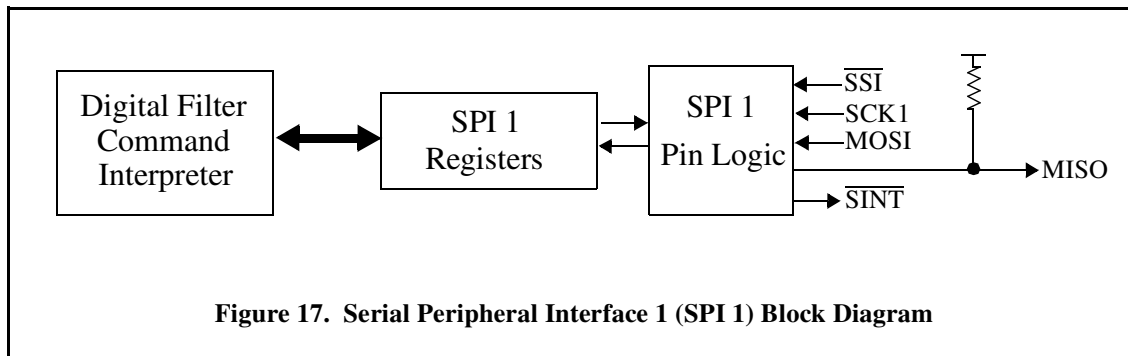 Digital Filter
Command
Interpreter
SPI 1
Registers
SPI 1
Pin Logic
SSI
SCK1
MOSI
MISO
SINT
Figure 17. Serial Peripheral Interface 1 (SPI 1) Block Diagram